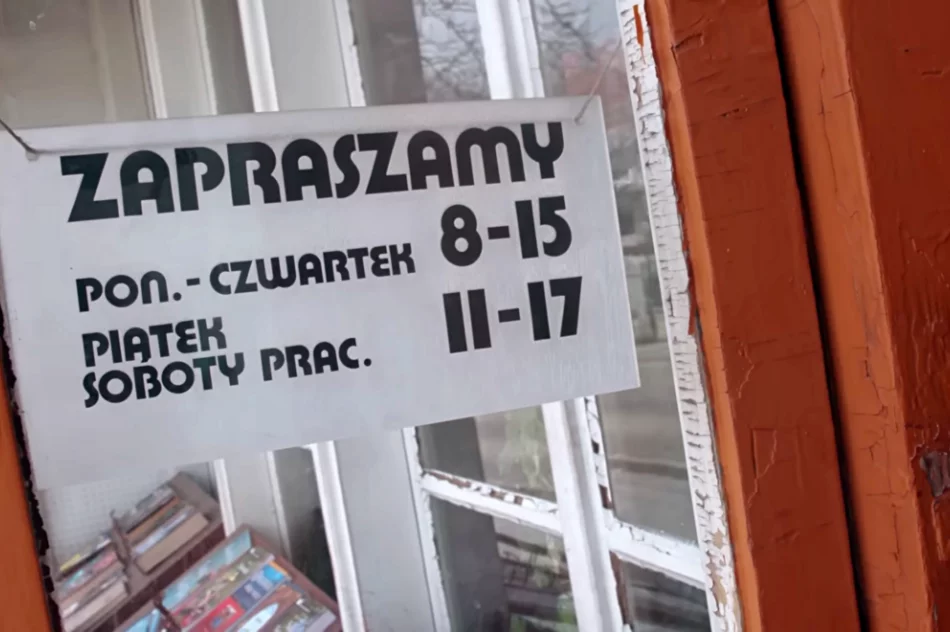 ZAPRASZAMY
PON.-CZWARTEK 8-15
PIĄTEK 11-17
SOBOTY PRAC.